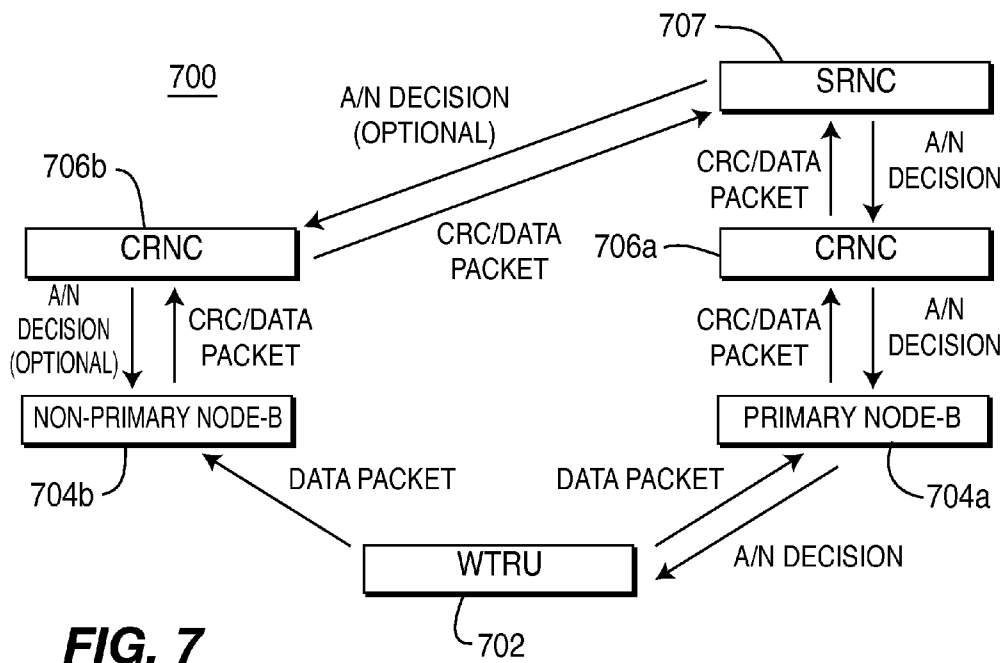 707
700
SRNC
A/N DECISION
(OPTIONAL)
706b
CRC/DATA
PACKET
A/N
DECISION
CRNC
CRC/DATA
PACKET
706a
CRNC
A/N
DECISION
(OPTIONAL)
CRC/DATA
PACKET
CRC/DATA
PACKET
A/N
DECISION
NON-PRIMARY NODE-B
PRIMARY NODE-B
704b
DATA PACKET
DATA PACKET
704a
WTRU
A/N DECISION
702
FIG. 7